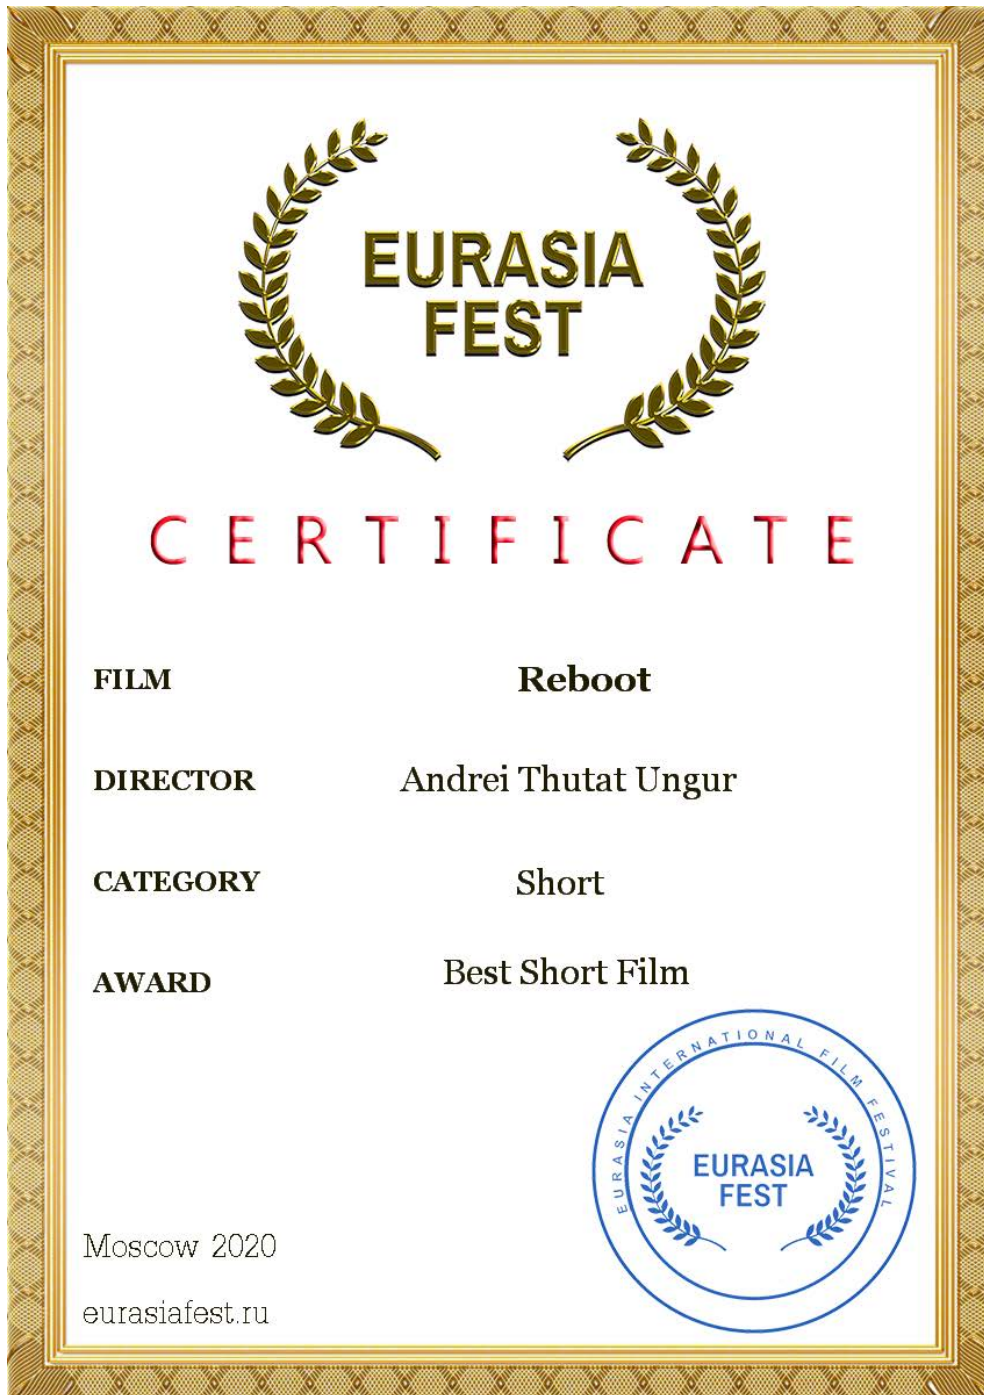 EURASIA
FEST
CERTIFICATE
FILM Reboot
DIRECTOR Andrei Thutat Ungur
CATEGORY Short
AWARD Best Short Film
EURASIA INTERNATIONAL FILM FESTIVAL
EURASIA
FEST
Moscow 2020
eurasiafest.ru